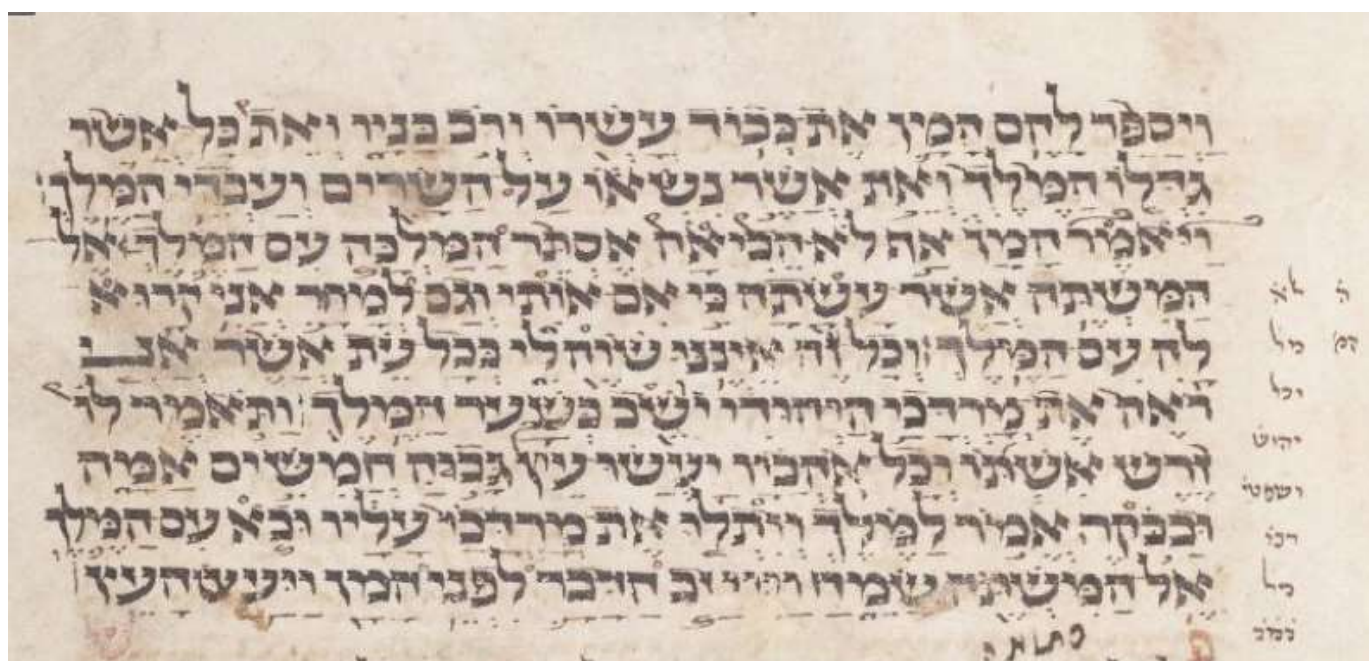 ויספר להם המן את כבוד עשרו ורב בניו ואת כל אשר
גדלו המלך ואת אשר נשאו על השרים ועבדי המלך׃
ויאמר המן אף לא הביאה אסתר המלכה עם המלך אל
המשתה אשר עשתה כי אם אותי וגם למחר אני קרוא
לה עם המלך׃ וכל זה איננו שוה לי בכל עת אשר אני
ראה את מרדכי היהודי ישב בשער המלך׃ ותאמר לו
זרש אשתו וכל אהביו יעשו עץ גבה חמשים אמה
ובבקר אמר למלך ויתלו את מרדכי עליו ובא עם המלך
אל המשתה שמח וייטב הדבר לפני המן ויעש העץ
לא
יהוש
ושפטי